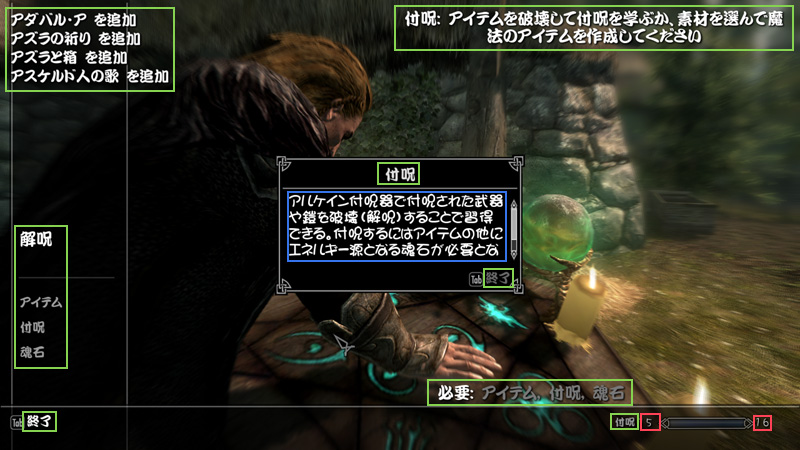 アダバル・ア を追加
アズラの祈り を追加
アズラと箱 を追加
アスケルド人の歌 を追加
付呪: アイテムを破壊して付呪を学ぶか、素材を選んで魔
法のアイテムを作成してください
付呪
アルケイン付呪器で付呪された武器
や鎧を破壊(解呪)することで習得
できる。付呪するにはアイテムの他に
エネルギー源となる魂石が必要とな
Tab 終了
解呪
アイテム
付呪
魂石
必要: アイテム, 付呪, 魂石
Tab 終了
付呪 5 16